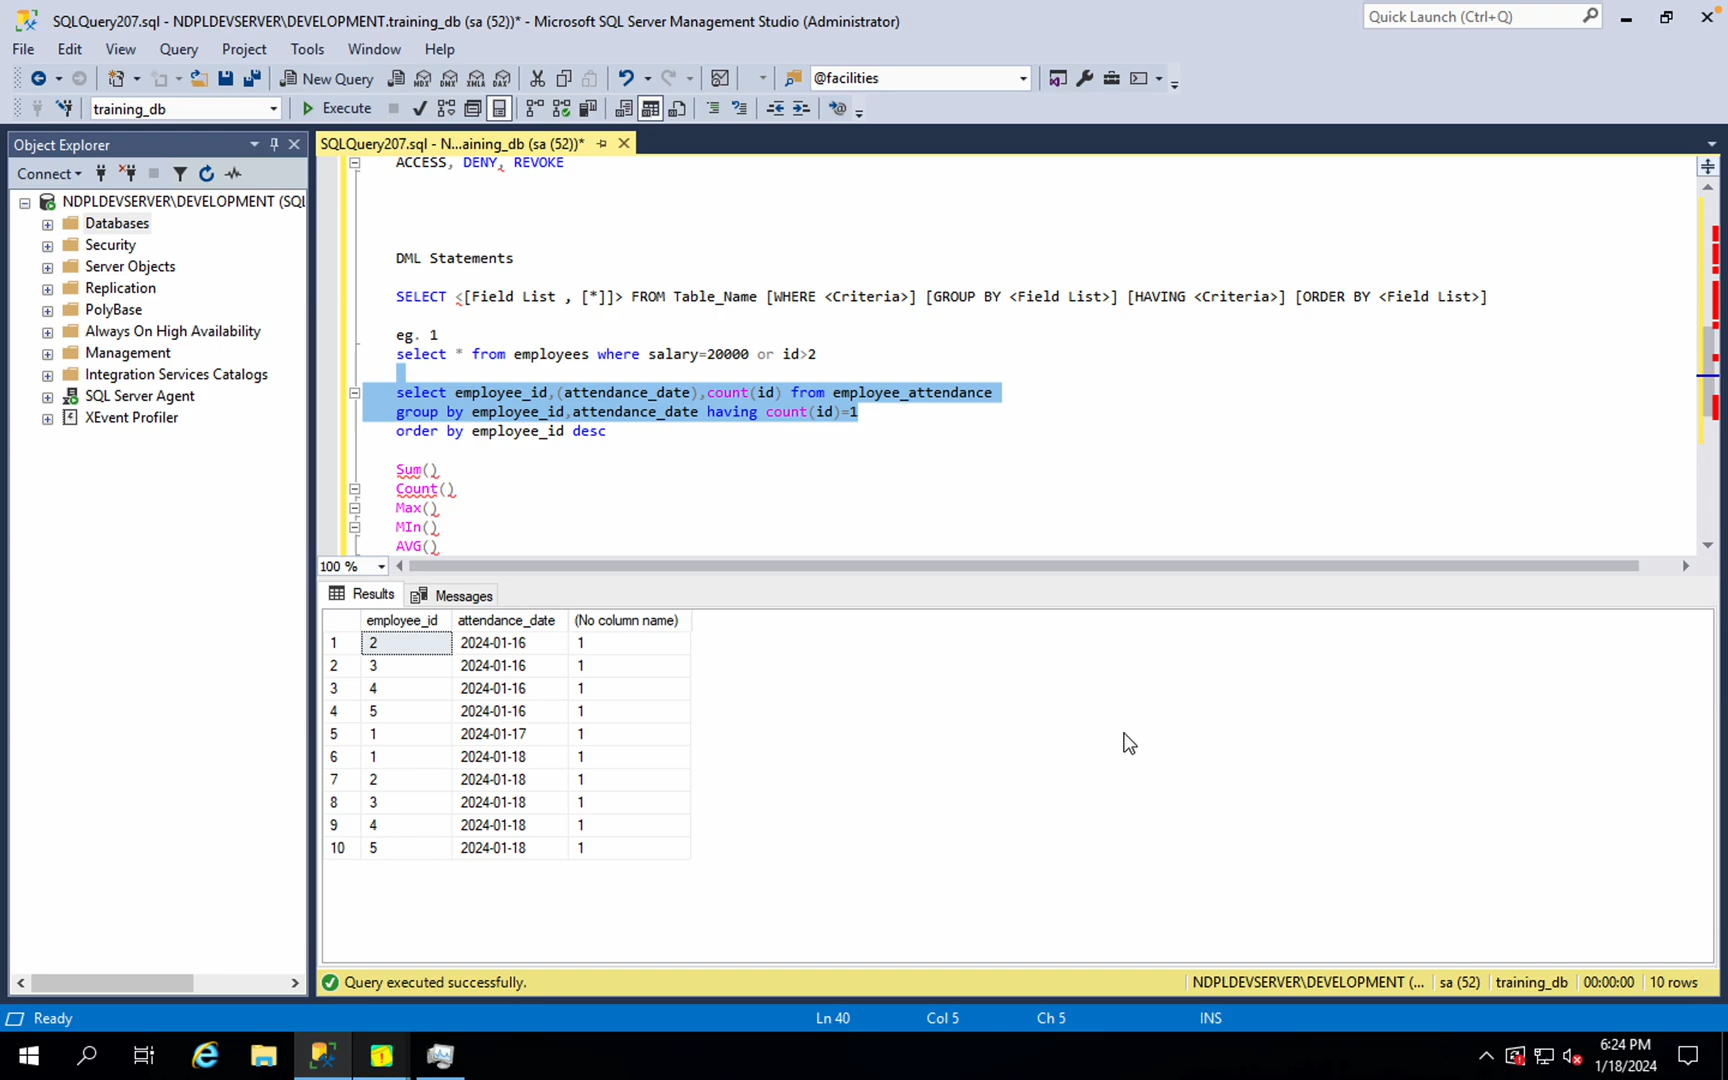 SQLQuery207.sql - NDPLDEVSERVER\DEVELOPMENT.training_db (sa (52))* - Microsoft SQL Server Management Studio (Administrator)
Quick Launch (Ctrl+Q)
File Edit View Query Project Tools Window Help
New Query MDX DMX XMLA DAX @facilities
training_db Execute
Object Explorer
Connect
NDPLDEVSERVER\DEVELOPMENT (SQL
Databases
Security
Server Objects
Replication
PolyBase
Always On High Availability
Management
Integration Services Catalogs
SQL Server Agent
XEvent Profiler
SQLQuery207.sql - N...aining_db (sa (52))*
ACCESS, DENY, REVOKE
DML Statements
SELECT <[Field List , [*]]> FROM Table_Name [WHERE <Criteria>] [GROUP BY <Field List>] [HAVING <Criteria>] [ORDER BY <Field List>]
eg. 1
select * from employees where salary=20000 or id>2
select employee_id,(attendance_date),count(id) from employee_attendance
group by employee_id,attendance_date having count(id)=1
order by employee_id desc
Sum()
Count()
Max()
MIn()
AVG()
100 %
Results Messages
employee_id attendance_date (No column name)
1 2 2024-01-16 1
2 3 2024-01-16 1
3 4 2024-01-16 1
4 5 2024-01-16 1
5 1 2024-01-17 1
6 1 2024-01-18 1
7 2 2024-01-18 1
8 3 2024-01-18 1
9 4 2024-01-18 1
10 5 2024-01-18 1
Query executed successfully. NDPLDEVSERVER\DEVELOPMENT (... sa (52) training_db 00:00:00 10 rows
Ready Ln 40 Col 5 Ch 5 INS
6:24 PM
1/18/2024